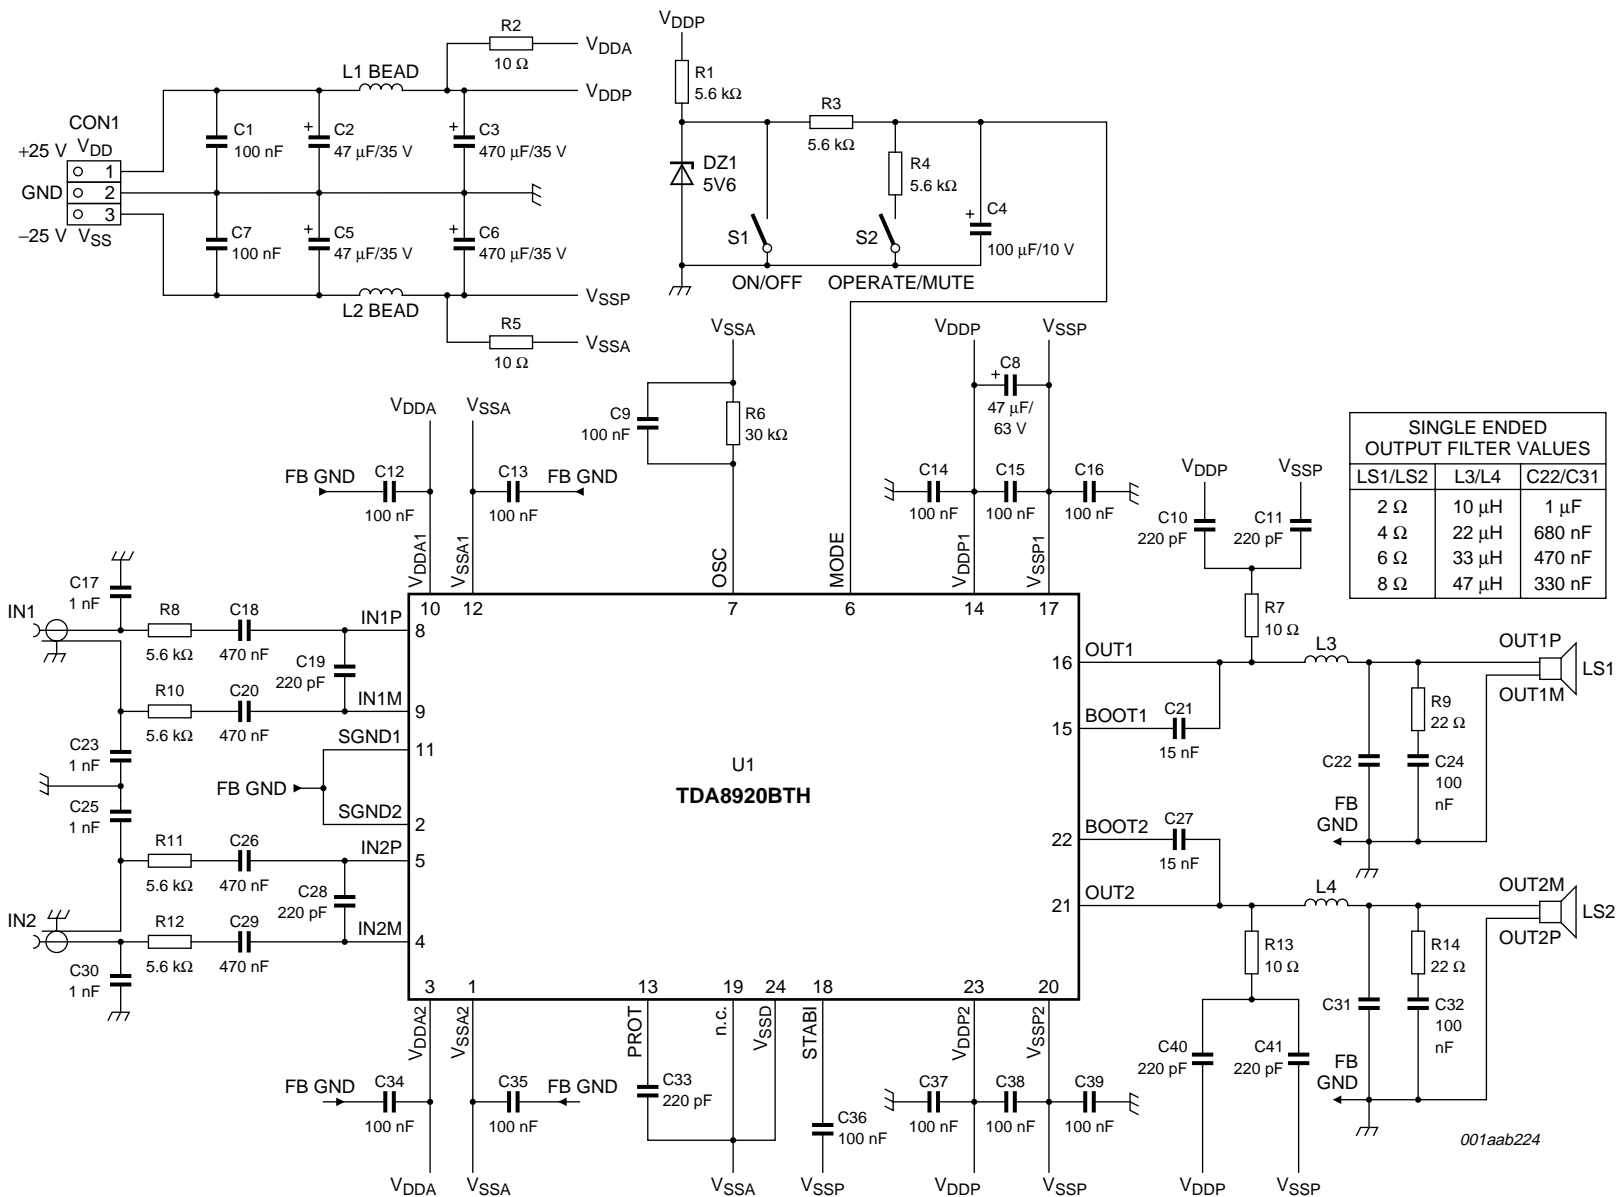 VDDP
R2
10 Ω
VDDA
L1 BEAD
VDDP
R1
5.6 kΩ
R3
5.6 kΩ
CON1
+25 V
VDD
1
GND
2
3
−25 V
VSS
C1
100 nF
C2
47 μF/35 V
C3
470 μF/35 V
C7
100 nF
C5
47 μF/35 V
C6
470 μF/35 V
L2 BEAD
VSSP
R5
10 Ω
VSSA
DZ1
5V6
R4
5.6 kΩ
S1
S2
C4
100 μF/10 V
ON/OFF
OPERATE/MUTE
VSSA
VDDP
VSSP
C8
47 μF/
63 V
C9
100 nF
R6
30 kΩ
VDDA
VSSA
FB GND
C12
100 nF
C13
100 nF
FB GND
C14
100 nF
C15
100 nF
C16
100 nF
VDDP
VSSP
C10
220 pF
C11
220 pF
SINGLE ENDED
OUTPUT FILTER VALUES
LS1/LS2 L3/L4 C22/C31
2 Ω 10 μH 1 μF
4 Ω 22 μH 680 nF
6 Ω 33 μH 470 nF
8 Ω 47 μH 330 nF
VDDA1
VSSA1
OSC
MODE
VDDP1
VSSP1
10
12
7
6
14
17
C17
1 nF
IN1
R8
5.6 kΩ
C18
470 nF
IN1P
8
C19
220 pF
R10
5.6 kΩ
C20
470 nF
IN1M
9
C23
1 nF
SGND1
11
FB GND
C25
1 nF
SGND2
2
R11
5.6 kΩ
C26
470 nF
IN2P
5
C28
220 pF
IN2
R12
5.6 kΩ
C29
470 nF
IN2M
4
C30
1 nF
U1
TDA8920BTH
R7
10 Ω
16
OUT1
L3
OUT1P
LS1
OUT1M
15
BOOT1
C21
15 nF
R9
22 Ω
C22
C24
100
nF
FB
GND
22
BOOT2
C27
15 nF
21
OUT2
L4
OUT2M
LS2
OUT2P
R13
10 Ω
R14
22 Ω
C31
C32
100
nF
FB
GND
C40
220 pF
C41
220 pF
VDDP
VSSP
3
1
13
19
24
18
23
20
VDDA2
VSSA2
PROT
n.c.
VSSD
STABI
VDDP2
VSSP2
FB GND
C34
100 nF
C35
100 nF
FB GND
C33
220 pF
C36
100 nF
C37
100 nF
C38
100 nF
C39
100 nF
VDDA
VSSA
VSSA
VSSP
VDDP
VSSP
001aab224